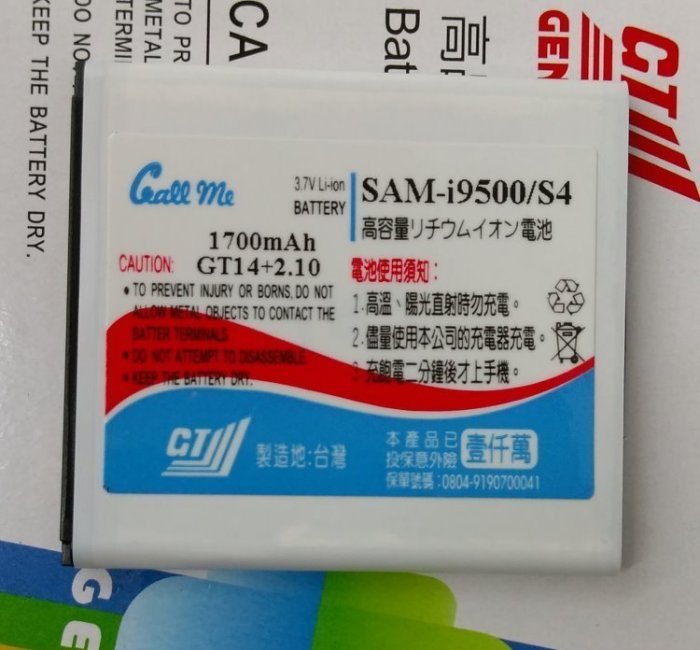 KEEP THE BATTERY DRY.
CA
高
Bat
GEN
CT
Call Me
3.7V Li-ion
BATTERY
SAM-i9500/S4
高容量リチウムイオン電池
1700mAh
GT14+2.10
CAUTION:
• TO PREVENT INJURY OR BORNS, DO NOT
ALLOW METAL OBJECTS TO CONTACT THE
BATTER TERMINALS
• DO NOT ATTEMPT TO DISASSEMBLE
• KEEP THE BATTERY DRY.
電池使用須知：
1.高溫、陽光直射時勿充電。
2.儘量使用本公司的充電器充電。
3.充飽電二分鐘後才上手機。
CT
製造地:台灣
本產品已
投保意外險
壹仟萬
保單號碼:0804-9190700041
GE